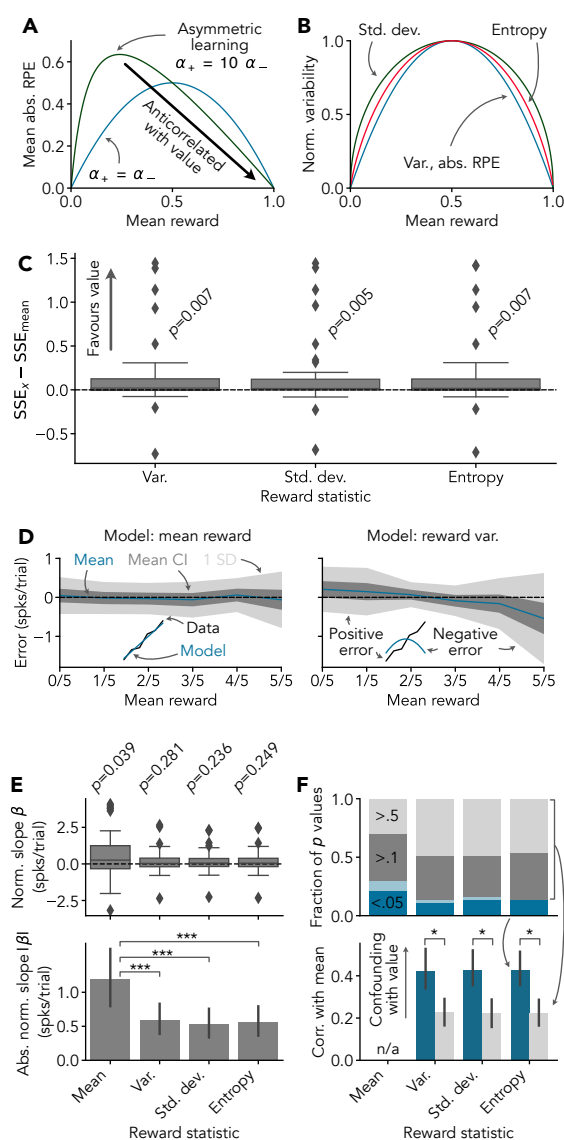 A
Asymmetric
learning
α₊ = 10 α₋
Anticorrelated
with value
α₊ = α₋
Mean abs. RPE
0.6
0.4
0.2
0.0
0.0
0.5
1.0
Mean reward
B
Std. dev.
Entropy
Var., abs. RPE
Norm. variability
1.0
0.5
0.0
0.0
0.5
1.0
Mean reward
C
Favours value
p=0.007
p=0.005
p=0.007
SSEₓ − SSEmean
1.5
1.0
0.5
0.0
−0.5
Var.
Std. dev.
Entropy
Reward statistic
D
Model: mean reward
Mean
Mean CI
1 SD
Data
Model
Error (spks/trial)
1
0
−1
0/5
1/5
2/5
3/5
4/5
5/5
Mean reward
Model: reward var.
Positive
error
Negative
error
0/5
1/5
2/5
3/5
4/5
5/5
Mean reward
E
p=0.039
p=0.281
p=0.236
p=0.249
Norm. slope β
(spks/trial)
2.5
0.0
−2.5
***
***
***
Abs. norm. slope |β|
(spks/trial)
1.5
1.0
0.5
0.0
Mean
Var.
Std. dev.
Entropy
Reward statistic
F
Fraction of p values
1.0
0.5
0.0
>.5
>.1
<.05
Confounding
with value
*
*
*
Corr. with mean
0.4
0.2
0.0
n/a
Mean
Var.
Std. dev.
Entropy
Reward statistic